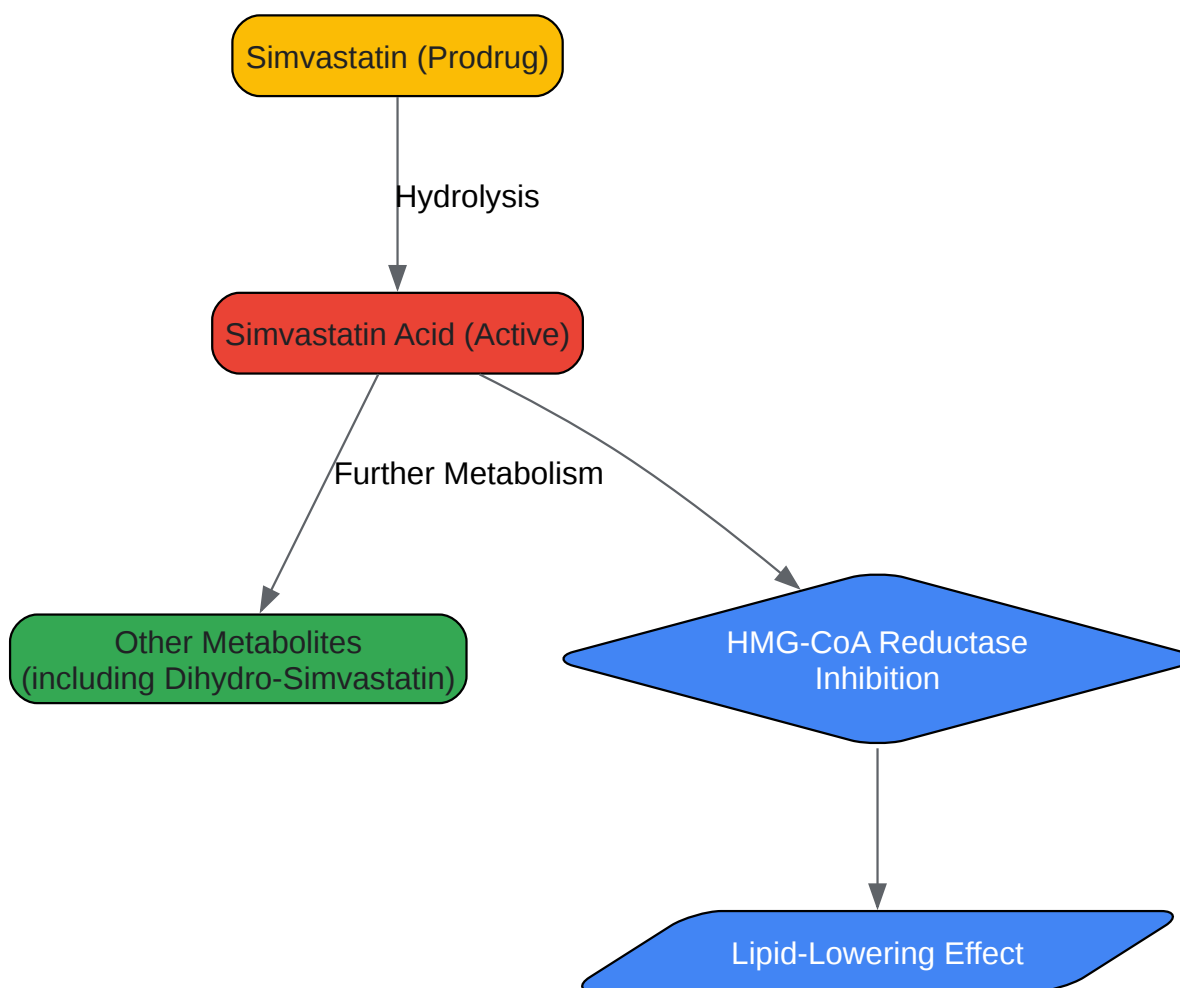 Simvastatin (Prodrug)
Hydrolysis
Simvastatin Acid (Active)
Further Metabolism
Other Metabolites
(including Dihydro-Simvastatin)
HMG-CoA Reductase
Inhibition
Lipid-Lowering Effect